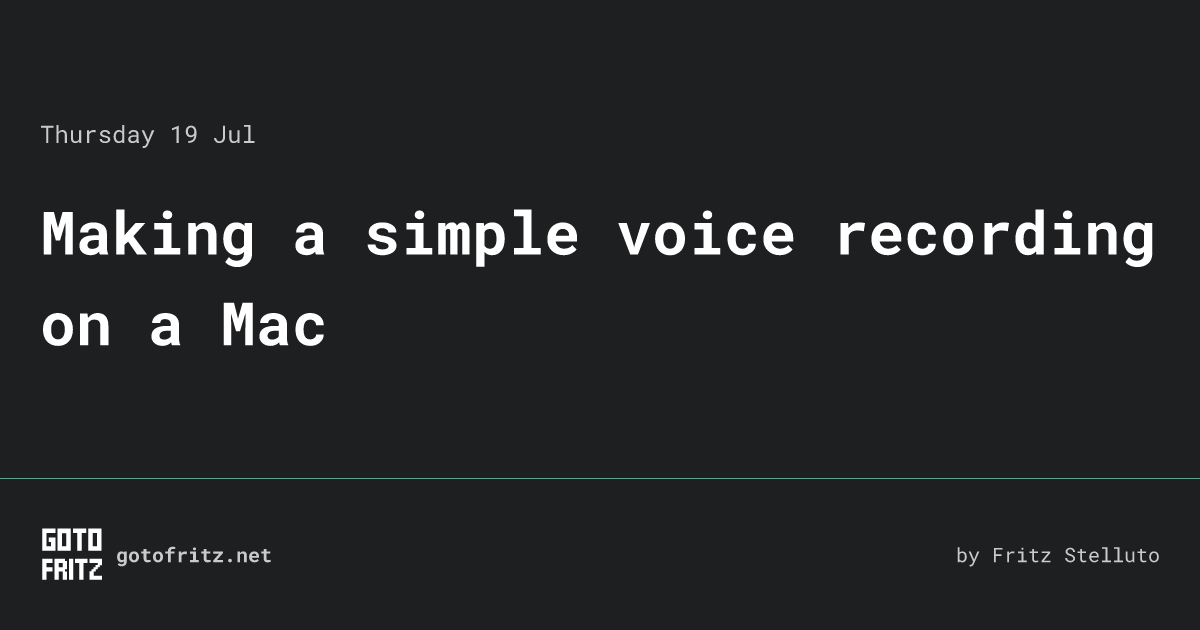 Thursday 19 Jul
Making a simple voice recording
on a Mac
GOTO
FRITZ
gotofritz.net
by Fritz Stelluto